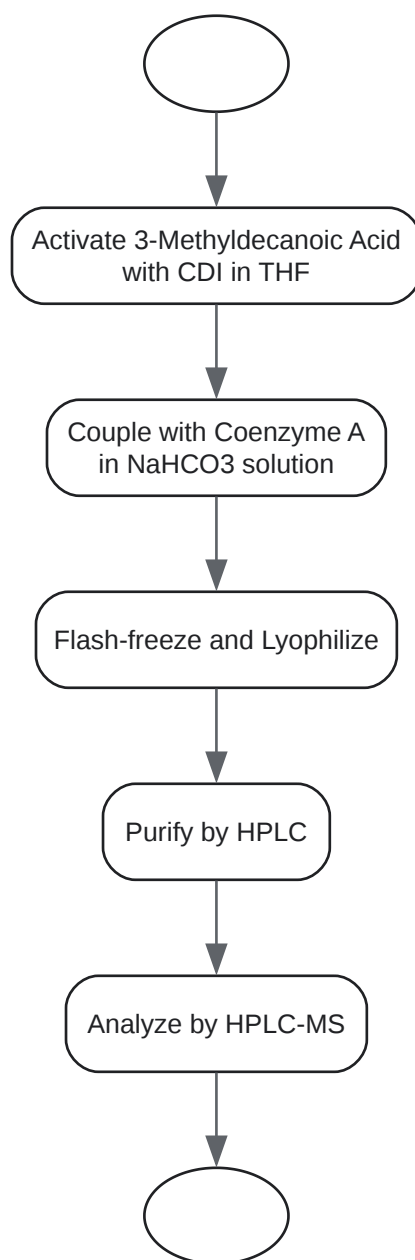 Activate 3-Methyldecanoic Acid
with CDI in THF
Couple with Coenzyme A
in NaHCO3 solution
Flash-freeze and Lyophilize
Purify by HPLC
Analyze by HPLC-MS